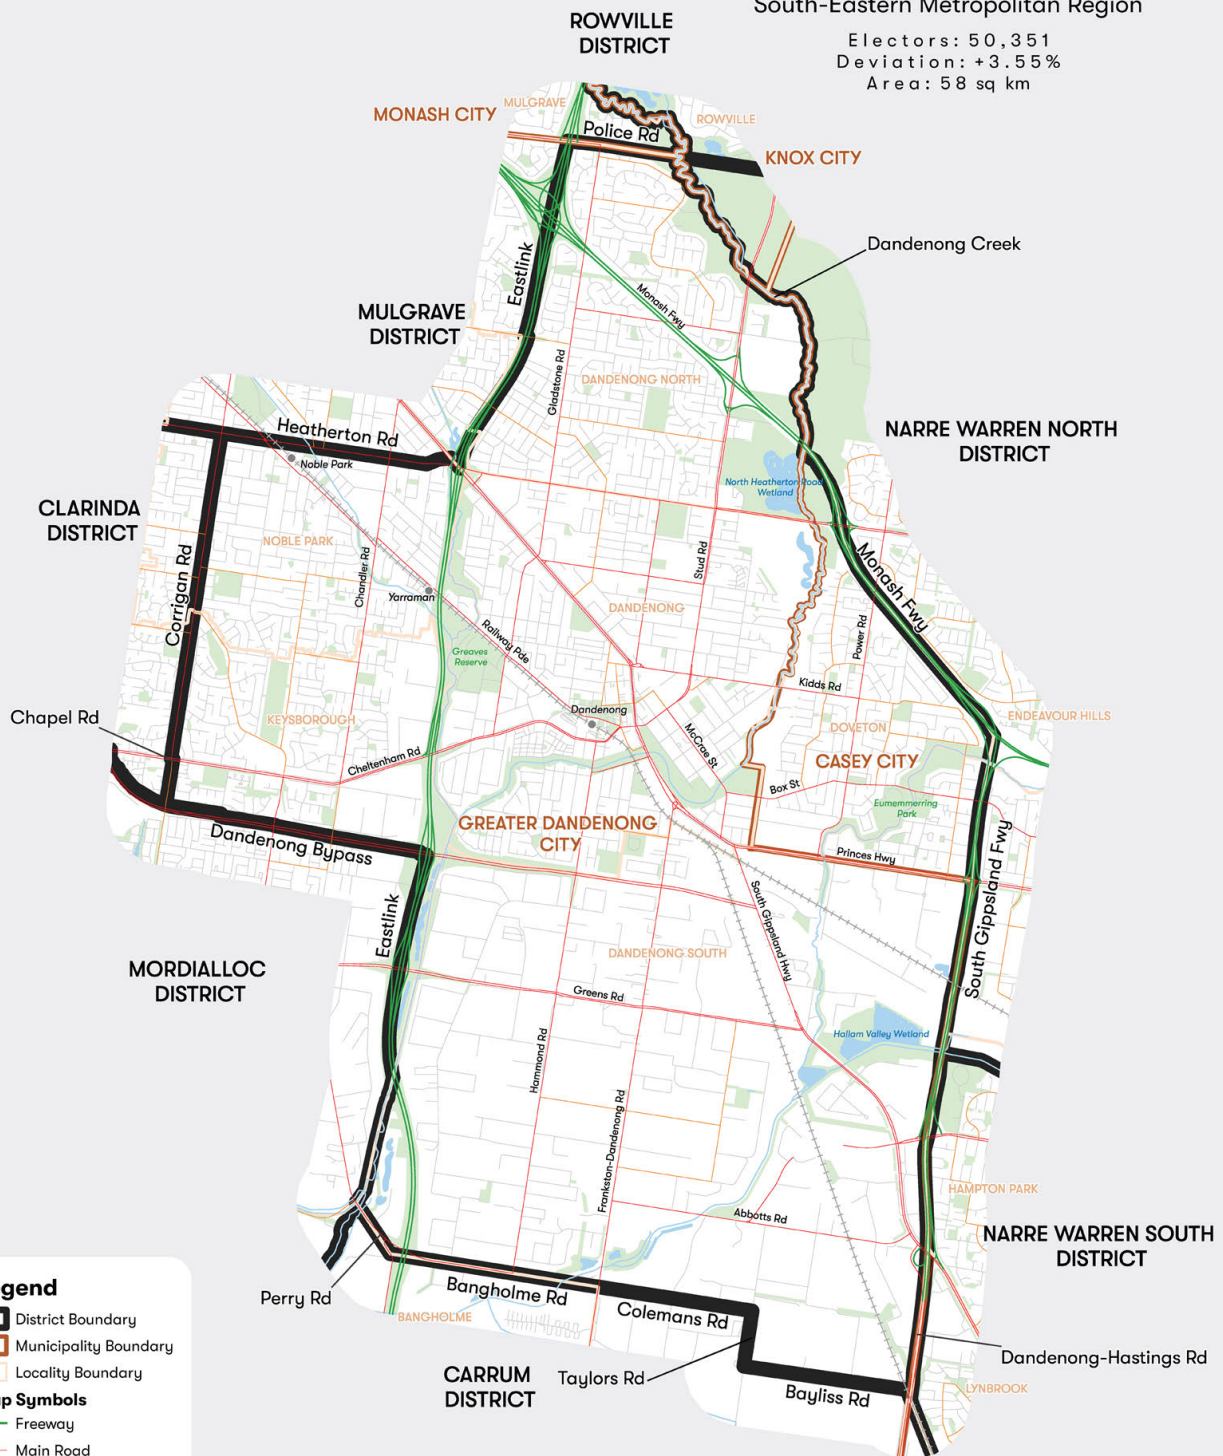 South-Eastern Metropolitan Region
Electors: 50,351
Deviation: +3.55%
Area: 58 sq km
ROWVILLE
DISTRICT
MONASH CITY
MULGRAVE
ROWVILLE
Police Rd
KNOX CITY
Dandenong Creek
Eastlink
Monash Fwy
MULGRAVE
DISTRICT
Gladstone Rd
DANDENONG NORTH
Heatherton Rd
NARRE WARREN NORTH
DISTRICT
Noble Park
North Heatherton Road
Wetland
CLARINDA
DISTRICT
NOBLE PARK
Corrigan Rd
Chandler Rd
Stud Rd
Monash Fwy
Yarraman
DANDENONG
Railway Pde
Power Rd
Greaves
Reserve
Kidds Rd
Chapel Rd
KEYSBOROUGH
Dandenong
DOVETON
ENDEAVOUR HILLS
McCrae St
CASEY CITY
Cheltenham Rd
Box St
Eumemmerring
Park
GREATER DANDENONG
CITY
Dandenong Bypass
Princes Hwy
South Gippsland Fwy
South Gippsland Hwy
Eastlink
DANDENONG SOUTH
MORDIALLOC
DISTRICT
Greens Rd
Hallam Valley Wetland
Hammond Rd
Frankston-Dandenong Rd
HAMPTON PARK
Abbotts Rd
NARRE WARREN SOUTH
DISTRICT
Perry Rd
Bangholme Rd
Colemans Rd
BANGHOLME
Dandenong-Hastings Rd
CARRUM
DISTRICT
Taylors Rd
Bayliss Rd
LYNBROOK
egend
District Boundary
Municipality Boundary
Locality Boundary
p Symbols
Freeway
Main Road